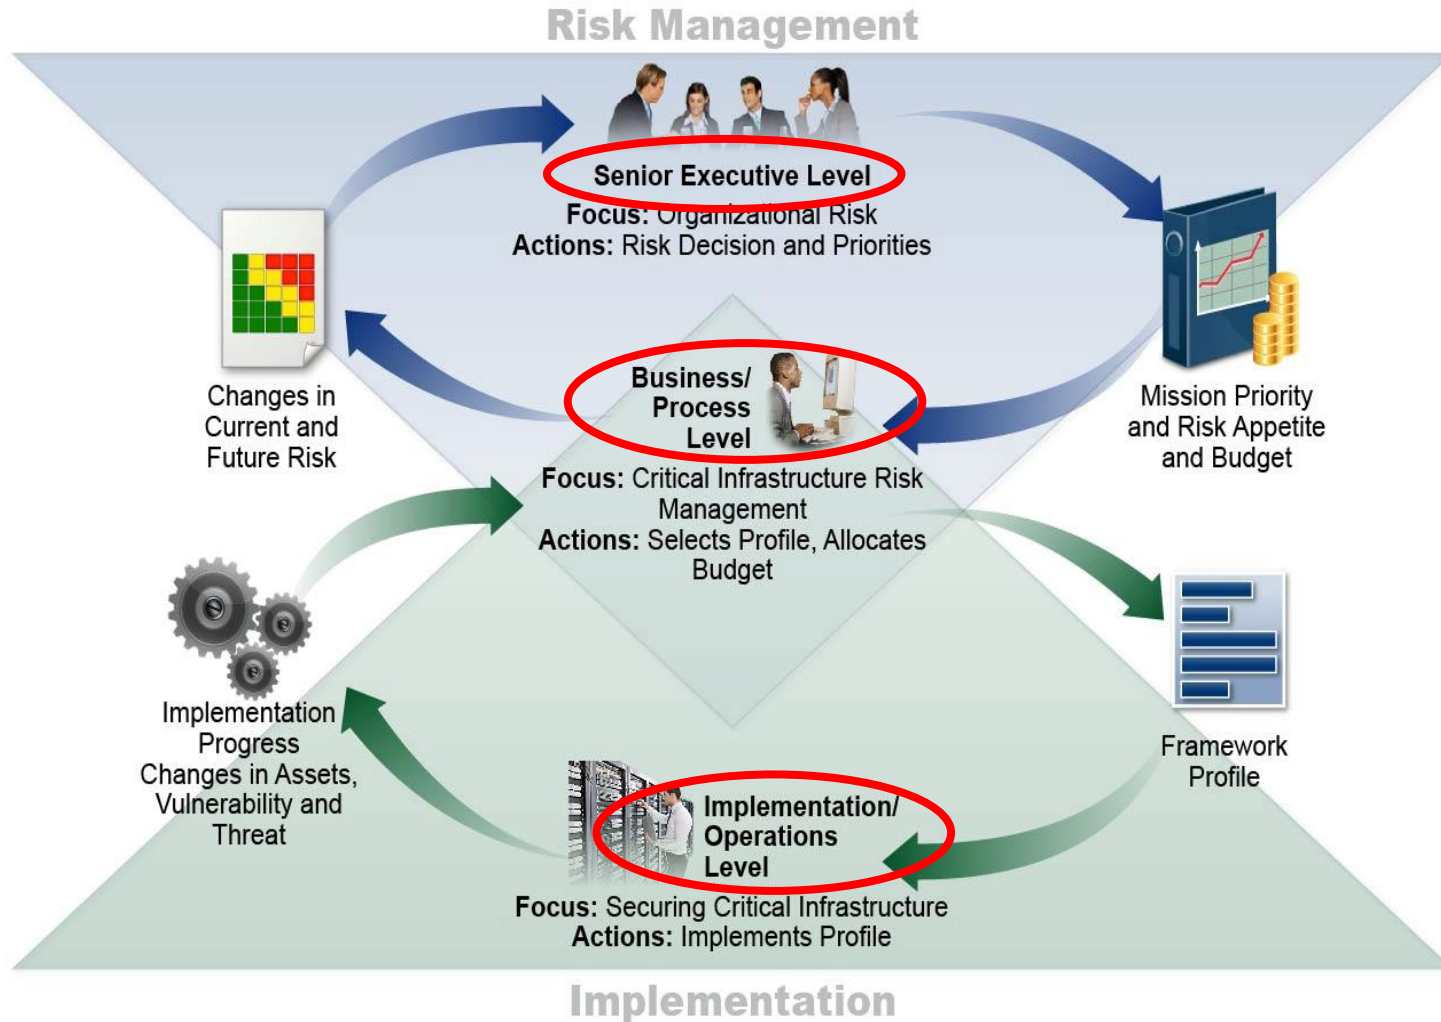 Risk Management
Senior Executive Level
Focus: Organizational Risk
Actions: Risk Decision and Priorities
Changes in
Current and
Future Risk
Mission Priority
and Risk Appetite
and Budget
Business/
Process
Level
Focus: Critical Infrastructure Risk
Management
Actions: Selects Profile, Allocates
Budget
Implementation
Progress
Changes in Assets,
Vulnerability and
Threat
Framework
Profile
Implementation/
Operations
Level
Focus: Securing Critical Infrastructure
Actions: Implements Profile
Implementation